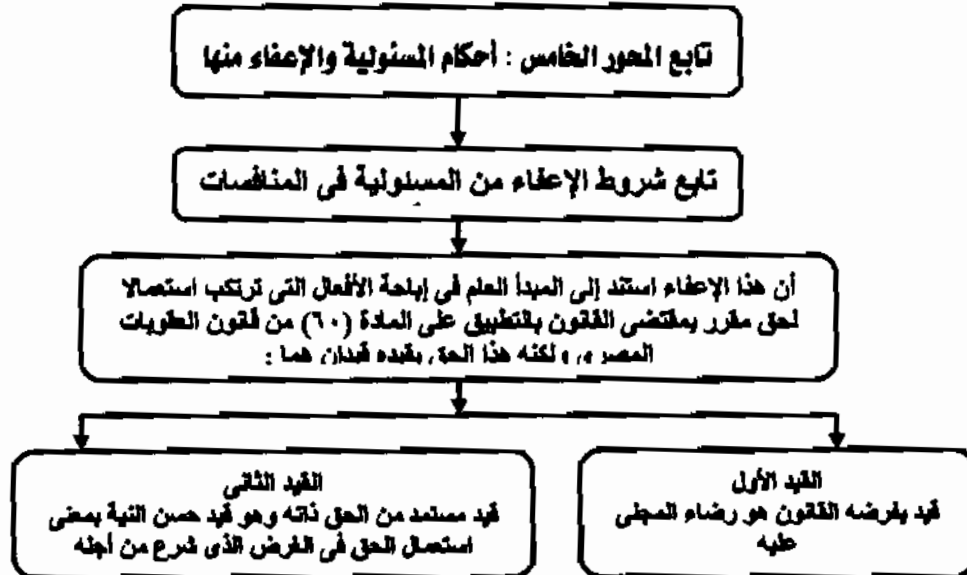 تابع المحور الخامس : أحكام المسئولية والإعفاء منها
تابع شروط الإعفاء من المسئولية فى المنافسات
أن هذا الإعفاء استند إلى المبدأ العام فى إباحة الأفعال التى ترتكب استعمالا
لحق مقرر بمقتضى القانون بالتطبيق على المادة (٦٠) من قانون العقوبات
المصرى ولكنه هذا الحق يقيده قيدان هما :
القيد الأول
قيد يفرضه القانون هو رضاء المجنى
عليه
القيد الثانى
قيد مستمد من الحق ذاته وهو قيد حسن النية بمعنى
استعمال الحق فى الغرض الذى شرع من أجله